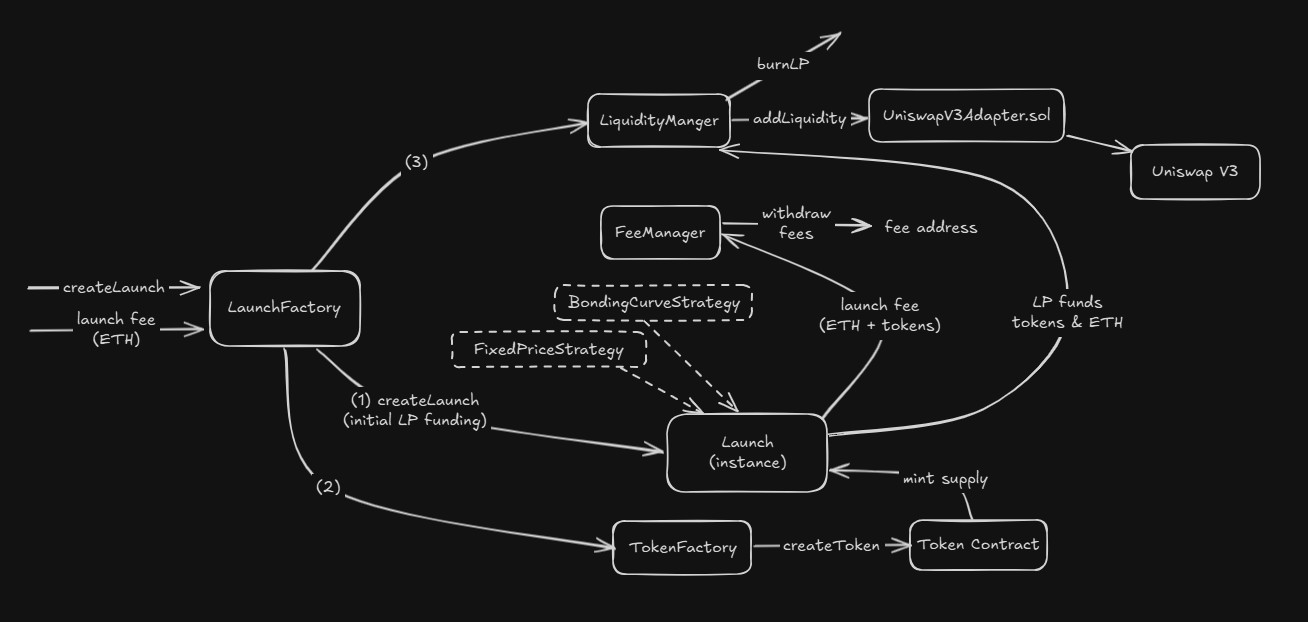 burnLP
LiquidityManger
addLiquidity
UniswapV3Adapter.sol
(3)
Uniswap V3
FeeManager
withdraw
fees
fee address
createLaunch
launch fee
(ETH)
LaunchFactory
BondingCurveStrategy
FixedPriceStrategy
launch fee
(ETH + tokens)
LP funds
tokens & ETH
(1) createLaunch
(initial LP funding)
Launch
(instance)
(2)
mint supply
TokenFactory
createToken
Token Contract